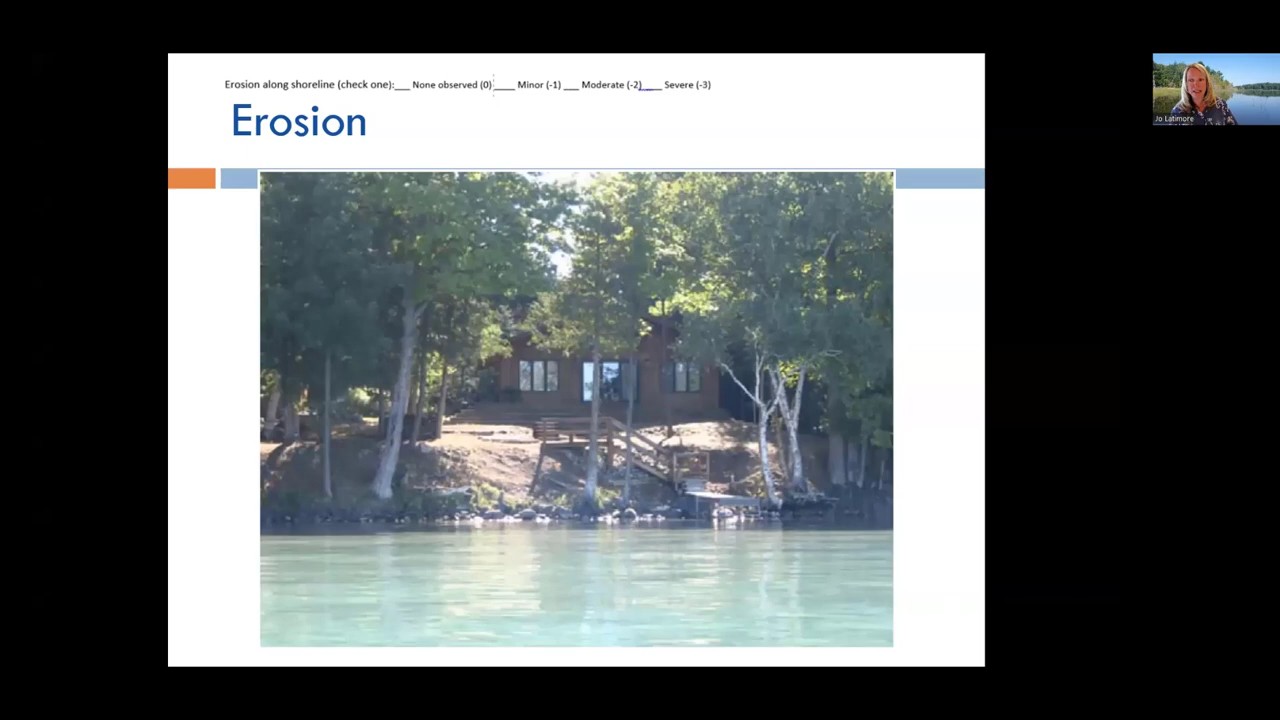 Erosion along shoreline (check one):___ None observed (0)____ Minor (-1) ___ Moderate (-2)____ Severe (-3)
Erosion
Jo Latimore